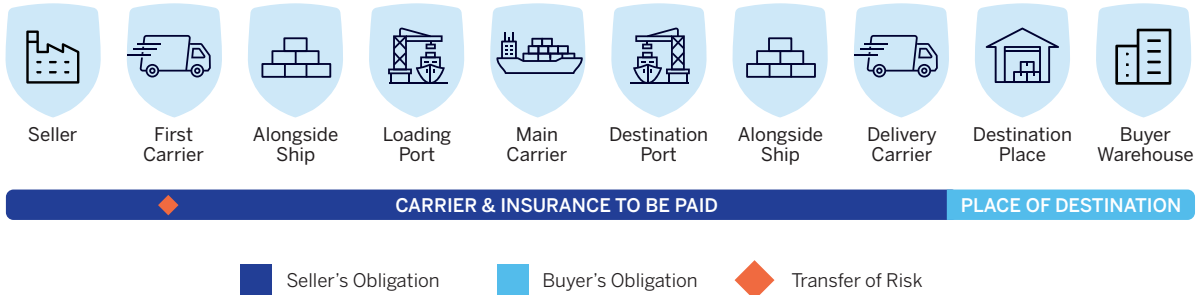 Seller
First
Carrier
Alongside
Ship
Loading
Port
Main
Carrier
Destination
Port
Alongside
Ship
Delivery
Carrier
Destination
Place
Buyer
Warehouse
CARRIER & INSURANCE TO BE PAID
PLACE OF DESTINATION
Seller's Obligation
Buyer's Obligation
Transfer of Risk